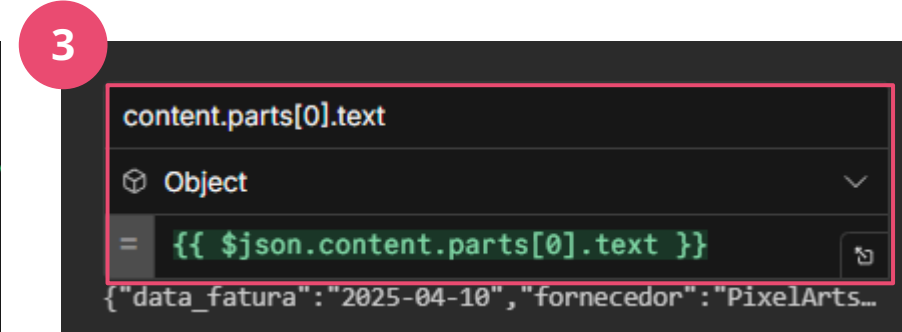 3
content.parts[0].text
Object
= {{ $json.content.parts[0].text }}
{"data_fatura":"2025-04-10","fornecedor":"PixelArts…